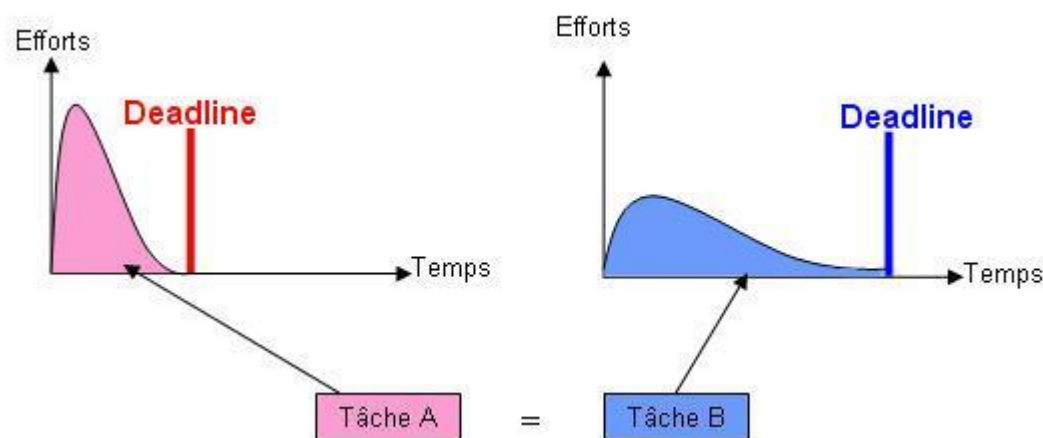 Efforts
Deadline
Temps
Efforts
Deadline
Temps
Tâche A = Tâche B